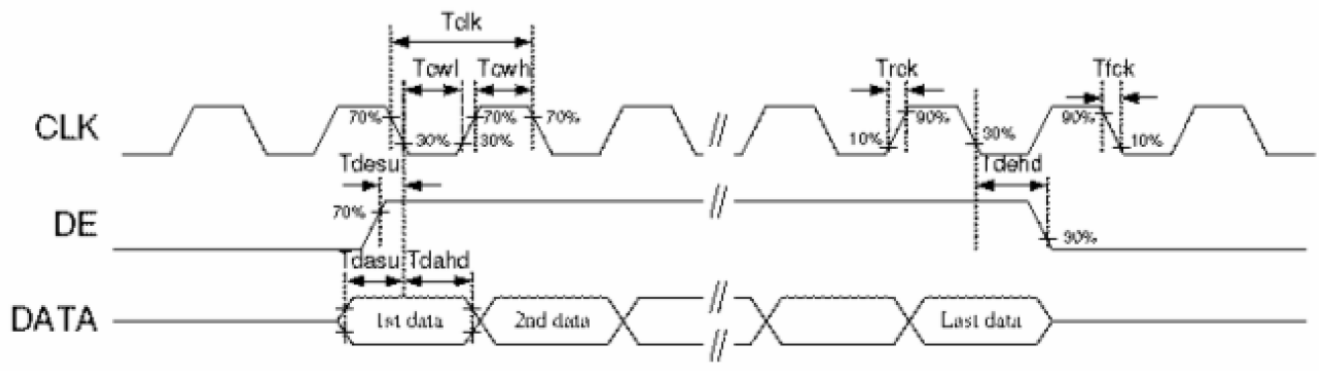 Tclk
Tcwl Tcwh Trck Tfck
CLK 70% 70% 70% 90% 90%
30% 30% 10% 30% 10%
Tdesu Tdehd
DE 70% // 30%
Tdasu Tdahd
DATA 1st data 2nd data Last data